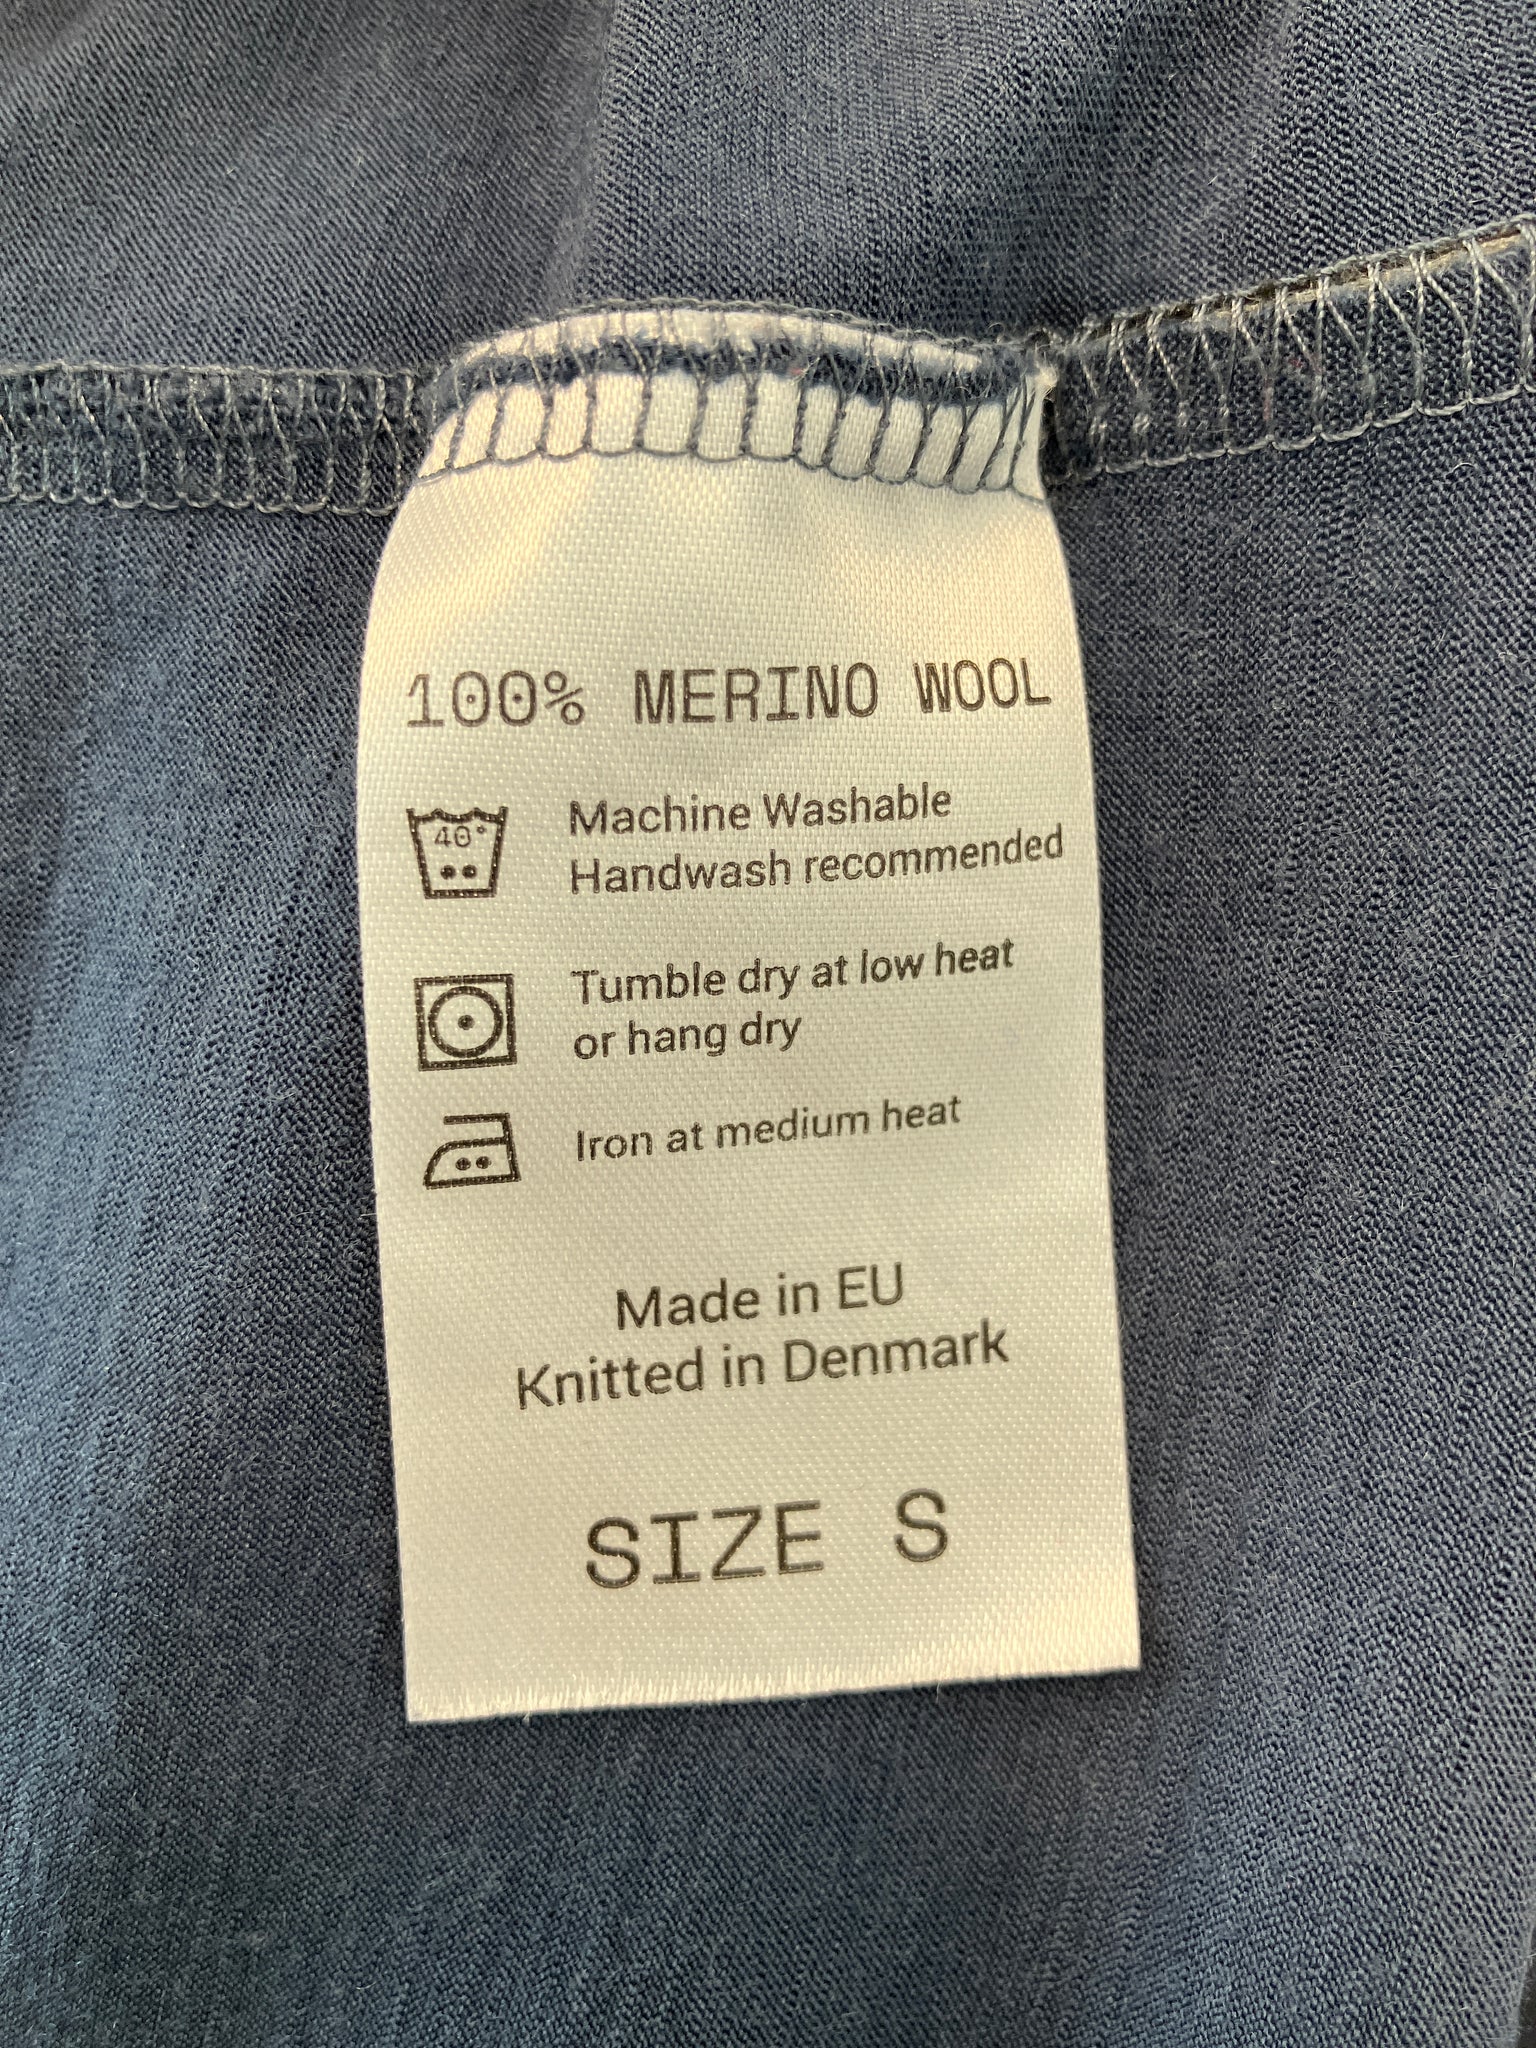 100% MERINO WOOL
40°
Machine Washable
Handwash recommended
Tumble dry at low heat
or hang dry
Iron at medium heat
Made in EU
Knitted in Denmark
SIZE S